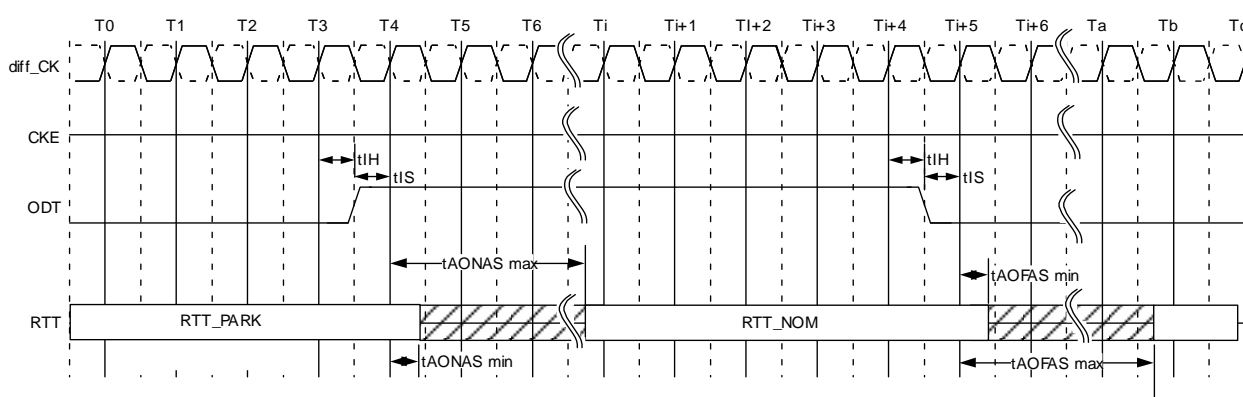 T0 T1 T2 T3 T4 T5 T6 Ti Ti+1 TI+2 Ti+3 Ti+4 Ti+5 Ti+6 Ta Tb
diff_CK
CKE
tIH tIH
tIS tIS
ODT
tAONAS max
tAOFAS min
RTT RTT_PARK RTT_NOM
tAONAS min
tAOFAS max